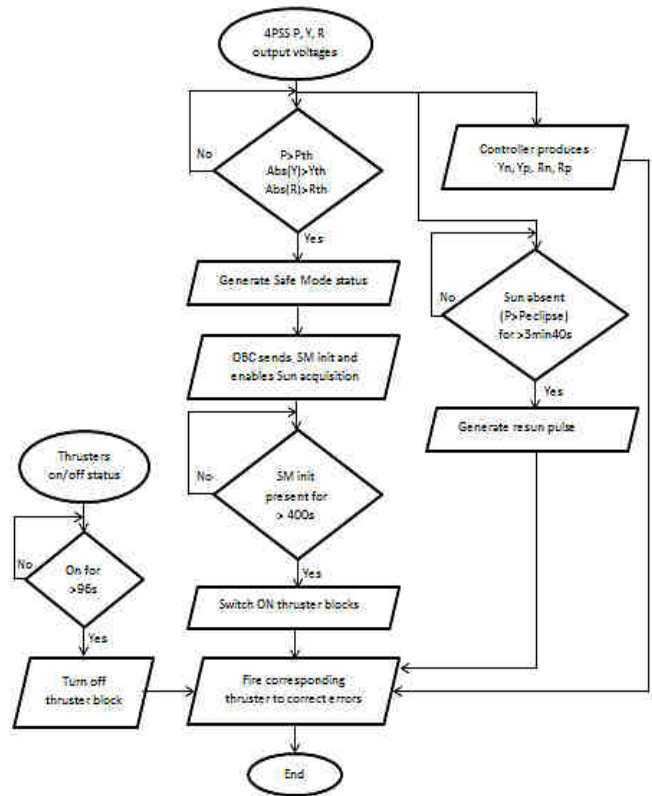 4PSS P, Y, R
output voltages
No
P>Pth
Abs(Y)>Yth
Abs(R)>Rth
Yes
Controller produces
Yn, Yp, Rn, Rp
Generate Safe Mode status
No
Sun absent
(P>Peclipse)
for >3min40s
Yes
OBC sends SM init and
enables Sun acquisition
Generate resun pulse
Thrusters
on/off status
No
SM init
present for
> 400s
Yes
No
On for
>96s
Yes
Switch ON thruster blocks
Turn off
thruster block
Fire corresponding
thruster to correct errors
End